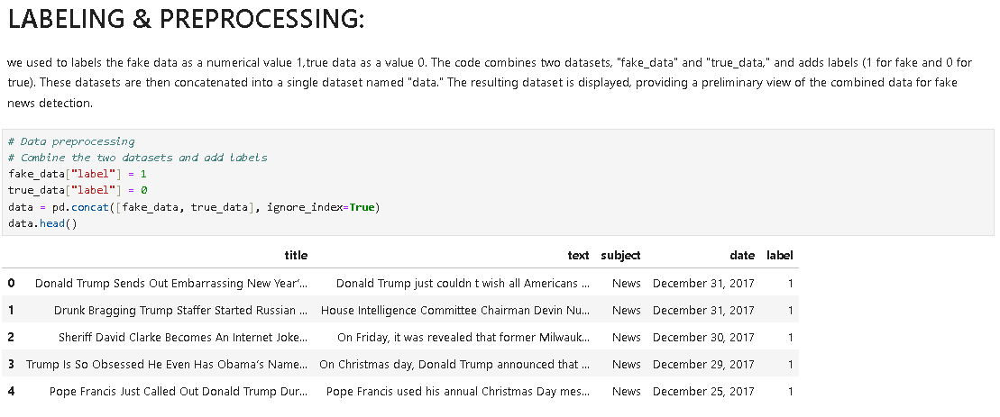 LABELING & PREPROCESSING:
we used to labels the fake data as a numerical value 1,true data as a value 0. The code combines two datasets, "fake_data" and "true_data," and adds labels (1 for fake and 0 for
true). These datasets are then concatenated into a single dataset named "data." The resulting dataset is displayed, providing a preliminary view of the combined data for fake
news detection.
# Data preprocessing
# Combine the two datasets and add labels
fake_data["label"] = 1
true_data["label"] = 0
data = pd.concat([fake_data, true_data], ignore_index=True)
data.head()
title text subject date label
0 Donald Trump Sends Out Embarrassing New Year'... Donald Trump just couldn t wish all Americans ... News December 31, 2017 1
1 Drunk Bragging Trump Staffer Started Russian ... House Intelligence Committee Chairman Devin Nu... News December 31, 2017 1
2 Sheriff David Clarke Becomes An Internet Joke... On Friday, it was revealed that former Milwauk... News December 30, 2017 1
3 Trump Is So Obsessed He Even Has Obama's Name... On Christmas day, Donald Trump announced that ... News December 29, 2017 1
4 Pope Francis Just Called Out Donald Trump Dur... Pope Francis used his annual Christmas Day mes... News December 25, 2017 1